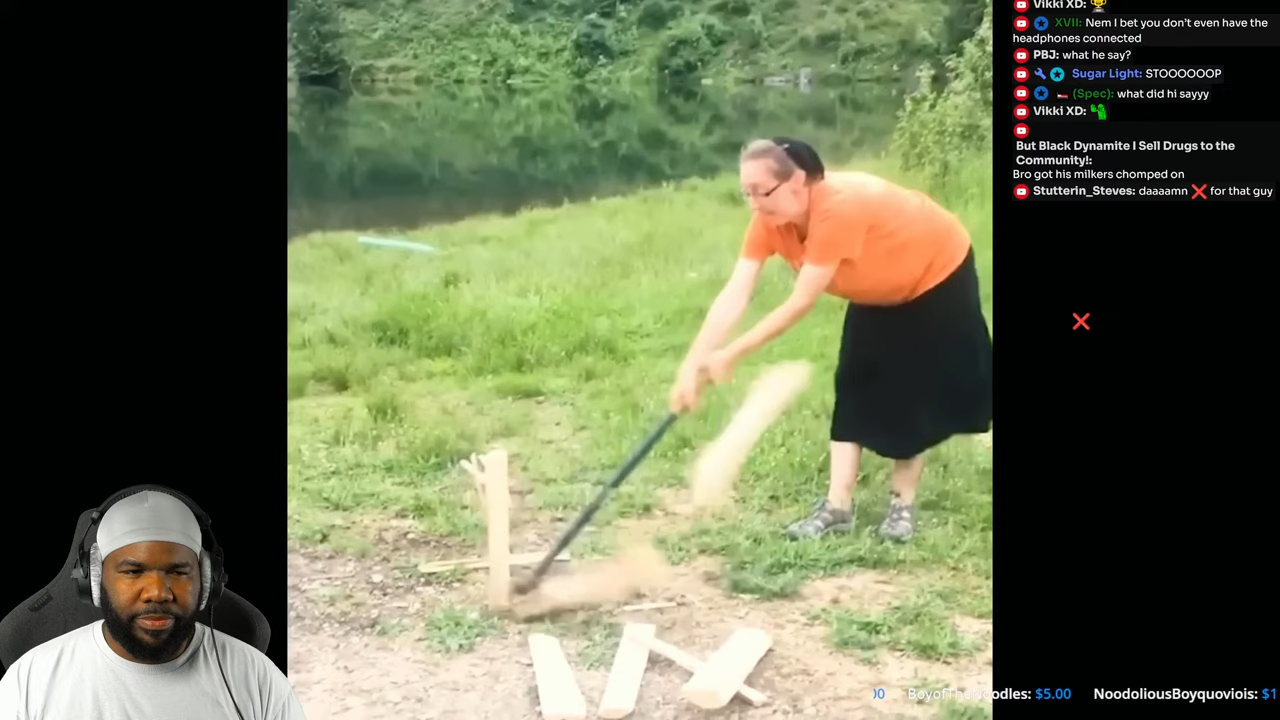 Vikki XD: 🏆
XVII: Nem I bet you don't even have the
headphones connected
PBJ: what he say?
Sugar Light: STOOOOOOP
(Spec): what did hi sayyy
Vikki XD:
But Black Dynamite I Sell Drugs to the
Community!:
Bro got his milkers chomped on
Stutterin_Steves: daaaamn ❌ for that guy
00 BoyofTheNoodles: $5.00 NoodoliousBoyquoviois: $1